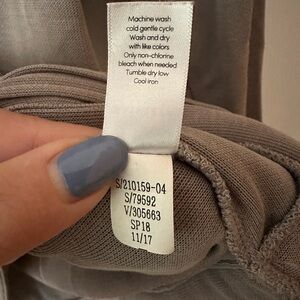 Machine wash
cold gentle cycle
Wash and dry
with like colors
Only non-chlorine
bleach when needed
Tumble dry low
Cool iron
S/210159-04
S/79592
V/305663
SP18
11/17